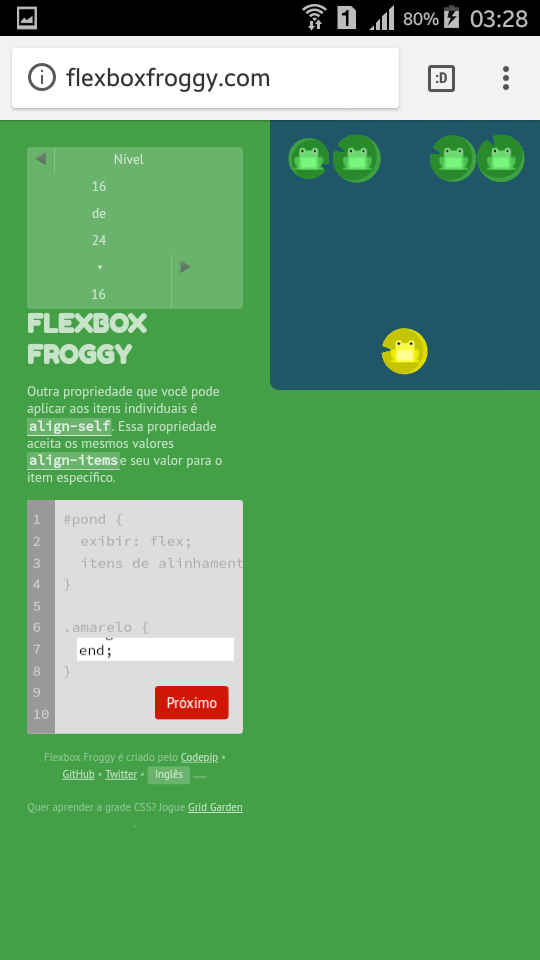 1 80% 03:28
flexboxfroggy.com :D
Nível
16
de
24
▾
16
FLEXBOX
FROGGY
Outra propriedade que você pode
aplicar aos itens individuais é
align-self. Essa propriedade
aceita os mesmos valores
align-items e seu valor para o
item específico.
1 #pond {
2 exibir: flex;
3 itens de alinhament
4 }
5
6 .amarelo {
7 end;
8 }
9
10
Próximo
Flexbox Froggy é criado pelo Codepip •
GitHub • Twitter • Inglês
Quer aprender a grade CSS? Jogue Grid Garden
.